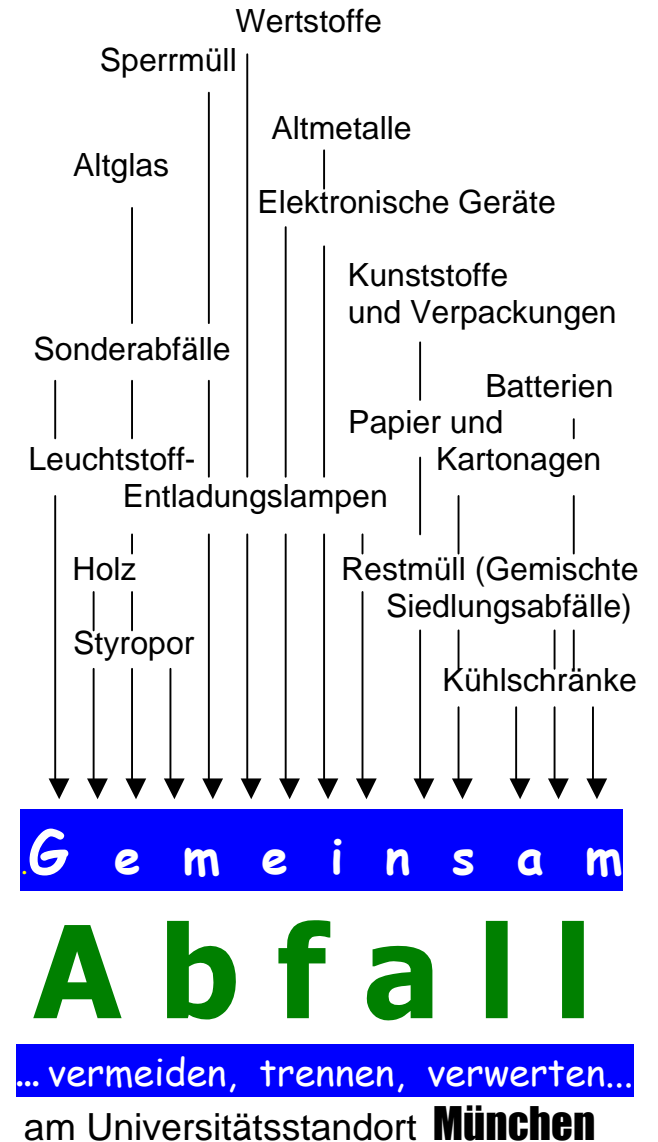 Wertstoffe
Sperrmüll
Altmetalle
Altglas
Elektronische Geräte
Kunststoffe
und Verpackungen
Sonderabfälle
Batterien
Papier und
Kartonagen
Leuchtstoff-
Entladungslampen
Holz
Restmüll (Gemischte
Siedlungsabfälle)
Styropor
Kühlschränke
.Gemeinsam
Abfall
... vermeiden, trennen, verwerten...
am Universitätsstandort München